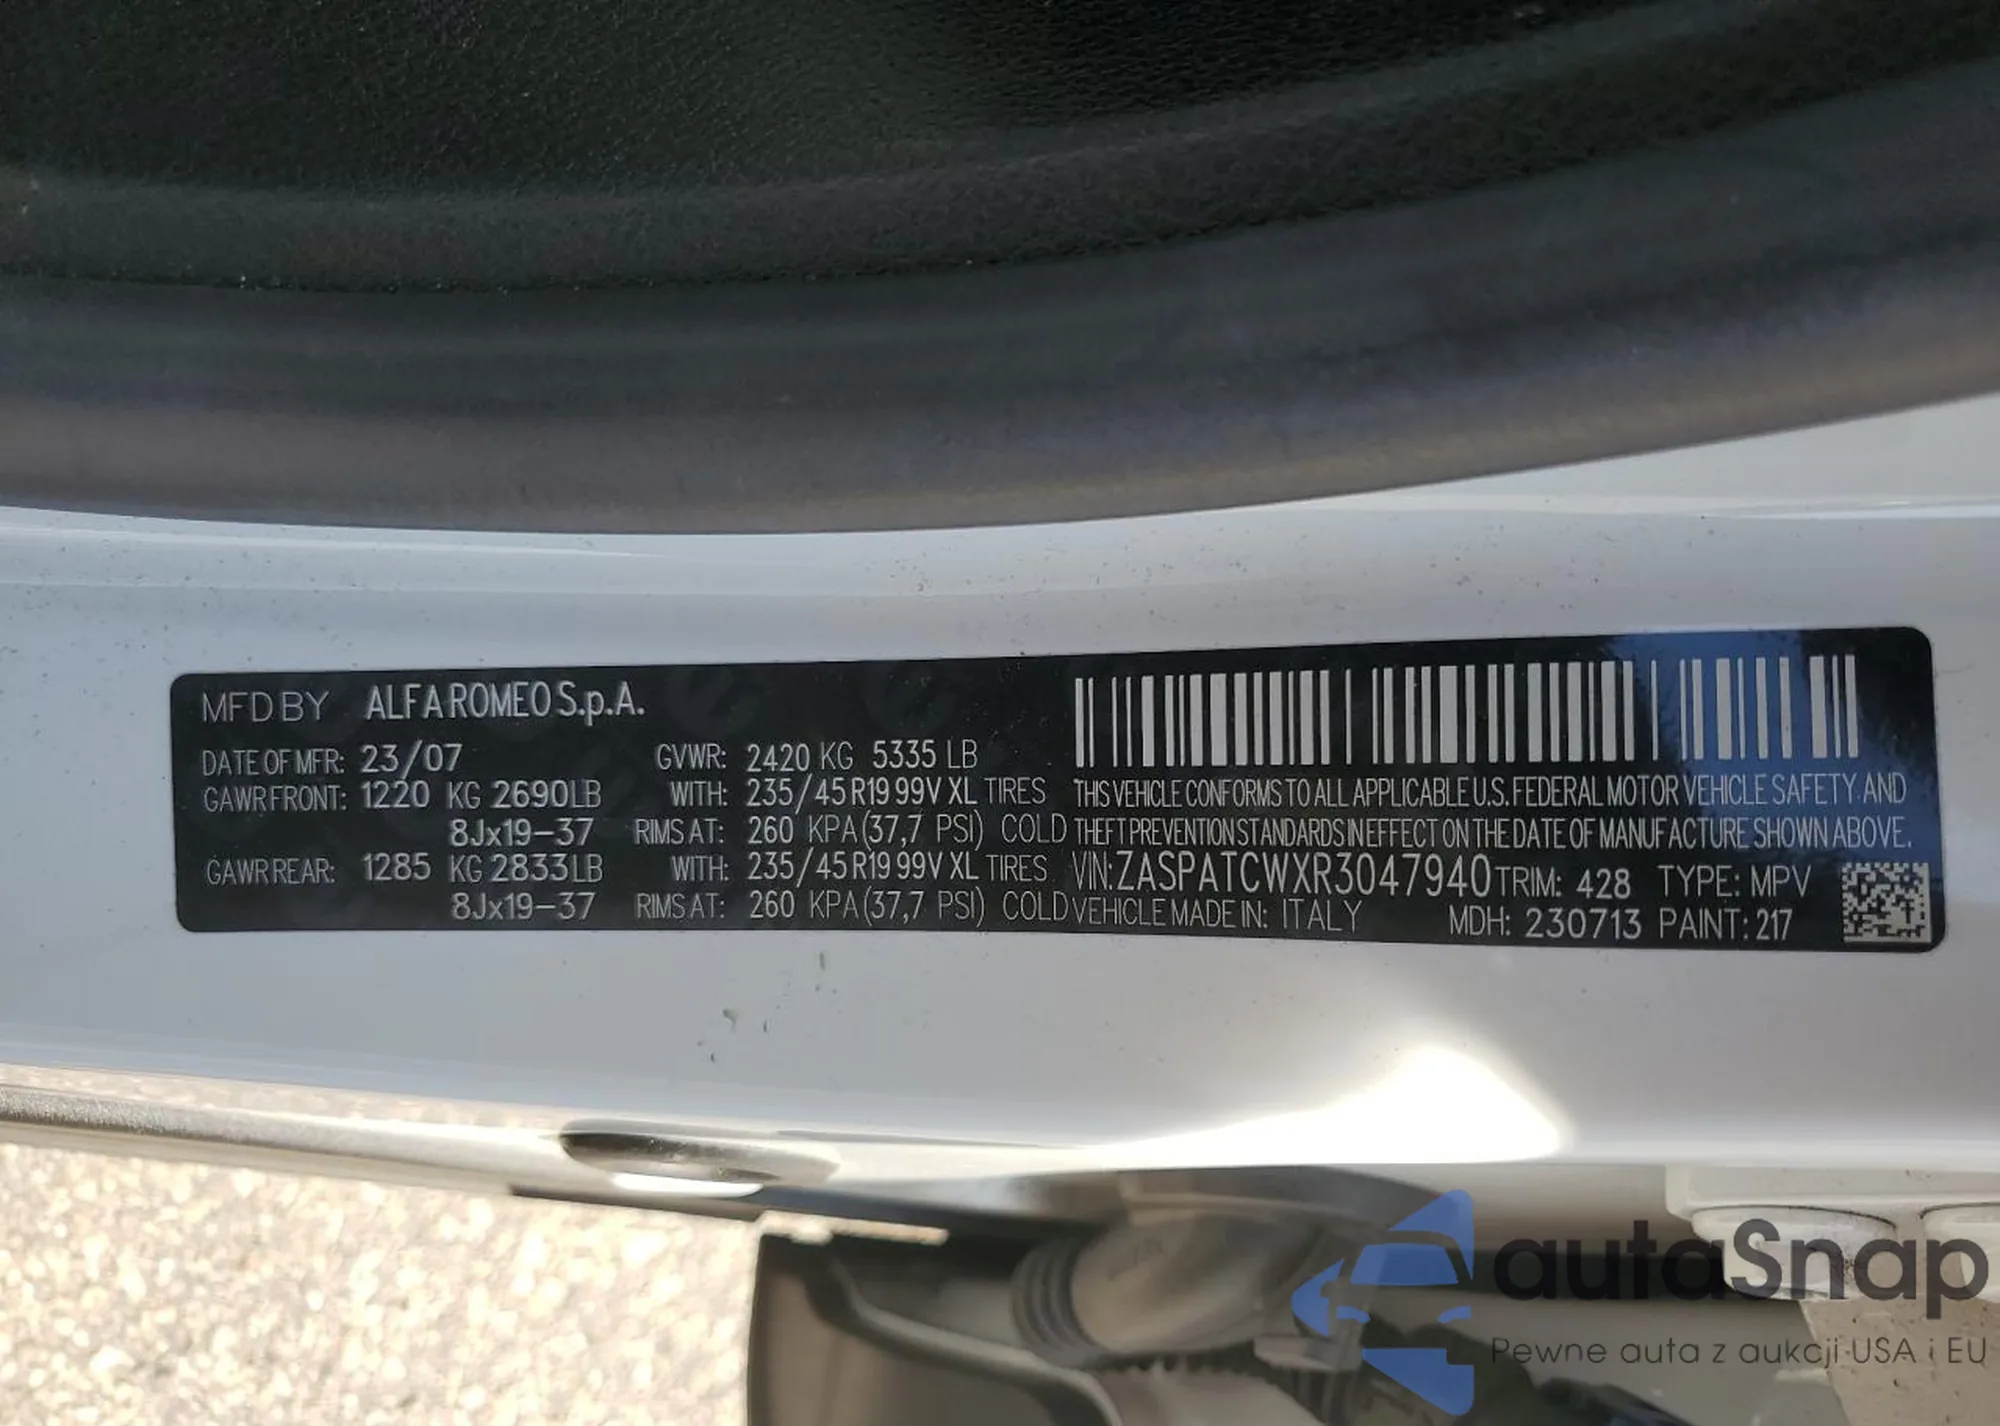 MFD BY ALFA ROMEO S.p.A.
DATE OF MFR: 23/07 GVWR: 2420 KG 5335 LB
GAWR FRONT: 1220 KG 2690LB WITH: 235/45 R19 99V XL TIRES
8Jx19-37 RIMS AT: 260 KPA (37,7 PSI) COLD
GAWR REAR: 1285 KG 2833LB WITH: 235/45 R19 99V XL TIRES
8Jx19-37 RIMS AT: 260 KPA (37,7 PSI) COLD
THIS VEHICLE CONFORMS TO ALL APPLICABLE U.S. FEDERAL MOTOR VEHICLE SAFETY AND
THEFT PREVENTION STANDARDS IN EFFECT ON THE DATE OF MANUFACTURE SHOWN ABOVE.
VIN: ZASPATCWXR3047940 TRIM: 428 TYPE: MPV
VEHICLE MADE IN: ITALY MDH: 230713 PAINT: 217
autaSnap
Pewne auta z aukcji USA i EU